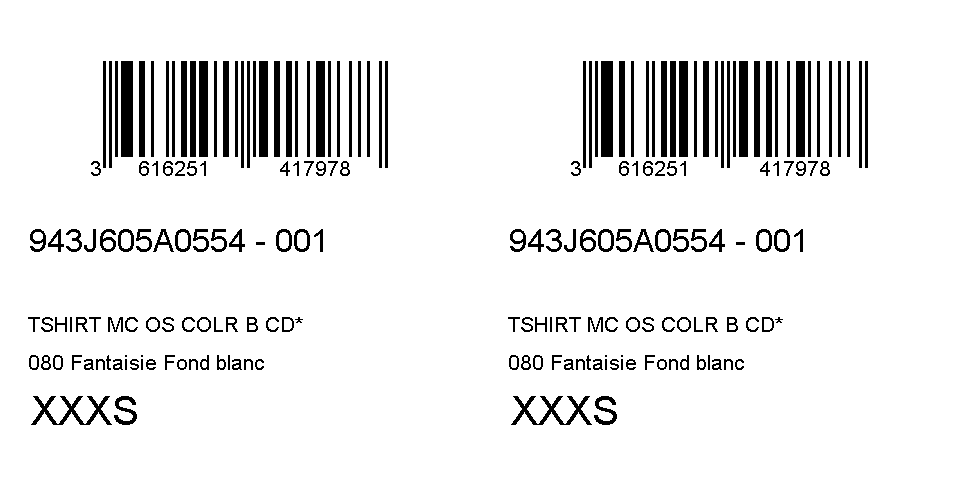 3 616251 417978
943J605A0554 - 001
TSHIRT MC OS COLR B CD*
080 Fantaisie Fond blanc
XXXS
3 616251 417978
943J605A0554 - 001
TSHIRT MC OS COLR B CD*
080 Fantaisie Fond blanc
XXXS